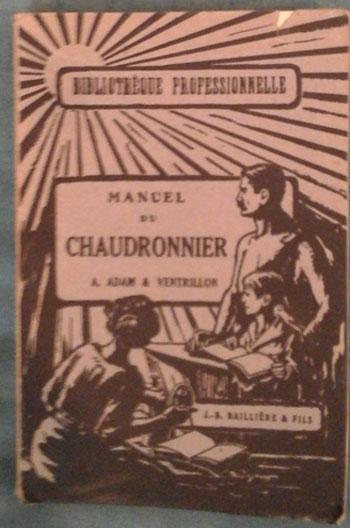 BIBLIOTHÈQUE PROFESSIONNELLE
MANUEL
DU
CHAUDRONNIER
A. ADAM & VENTRILLON
J.-B. BAILLIÈRE & FILS